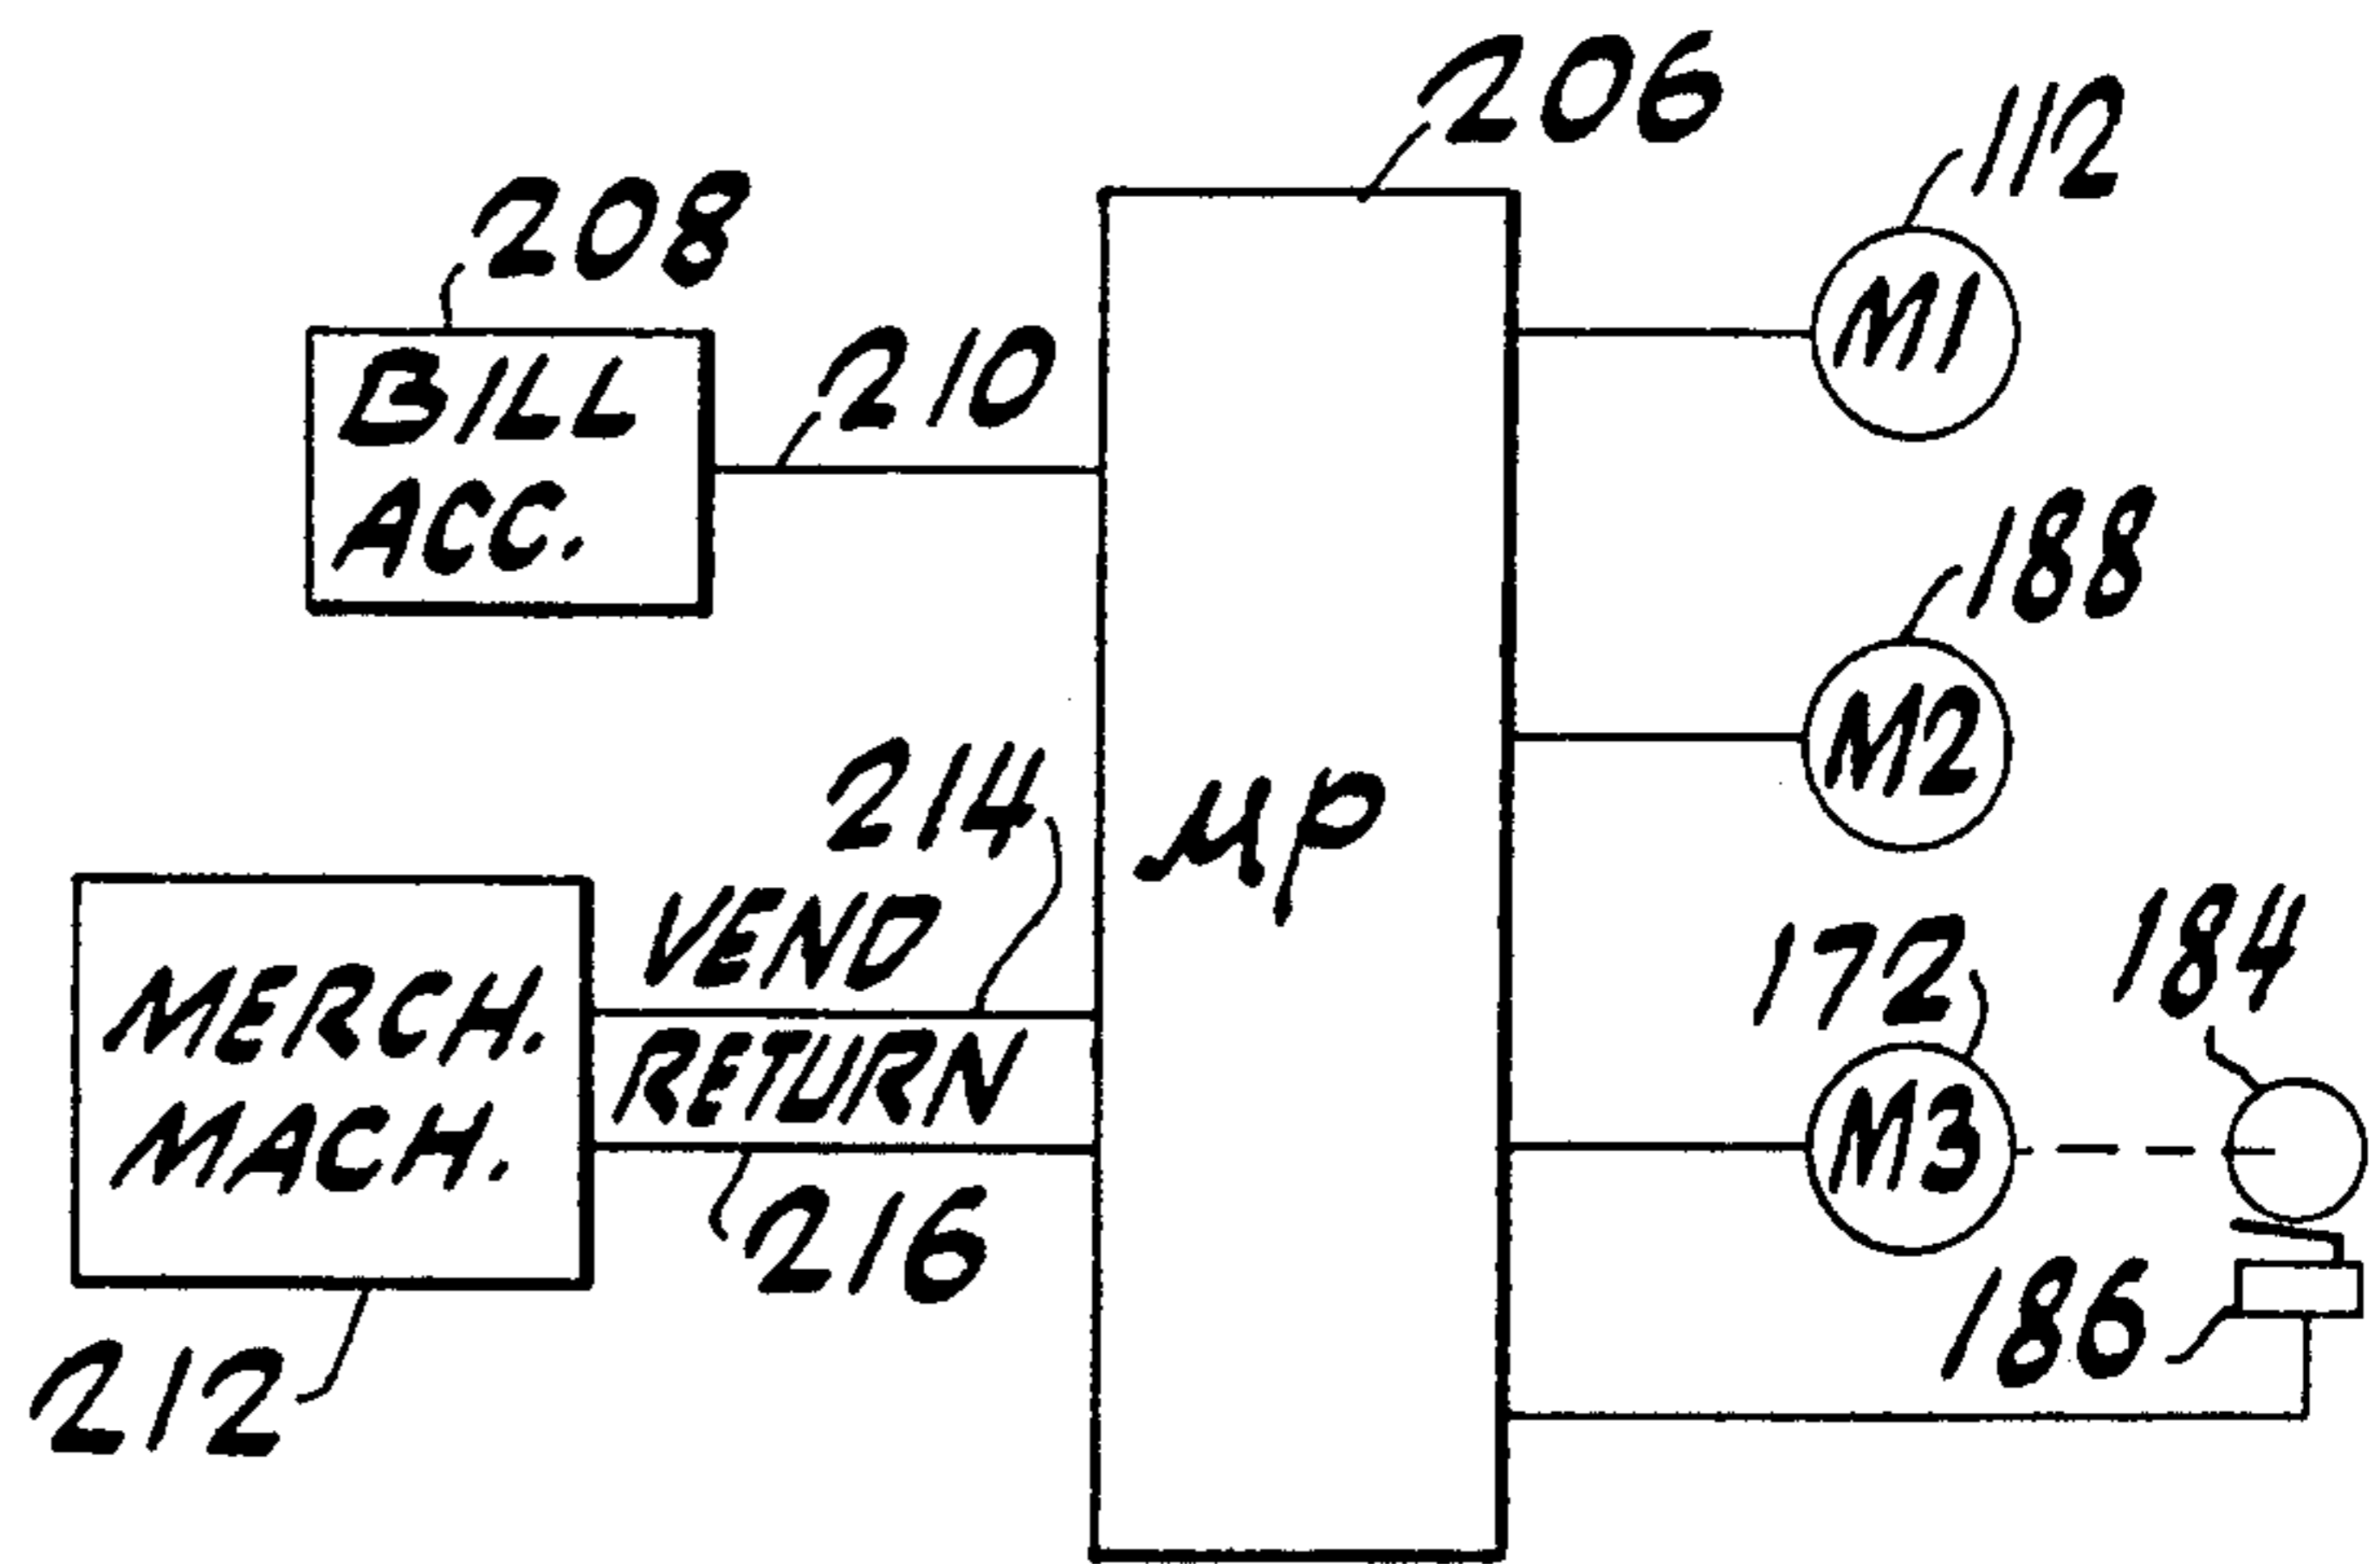 206
112
208
BILL
ACC.
210
M1
188
M2
214
μP
VEND
MERCH.
MACH.
RETURN
172
184
M3
216
186
212